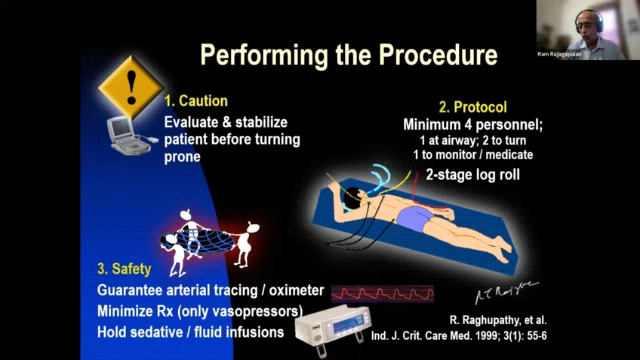 Performing the Procedure
Ram Rajagopalan
1. Caution
Evaluate & stabilize
patient before turning
prone
2. Protocol
Minimum 4 personnel;
1 at airway; 2 to turn
1 to monitor / medicate
2-stage log roll
3. Safety
Guarantee arterial tracing / oximeter
Minimize Rx (only vasopressors)
Hold sedative / fluid infusions
R. Raghupathy, et al.
Ind. J. Crit. Care Med. 1999; 3(1): 55-6